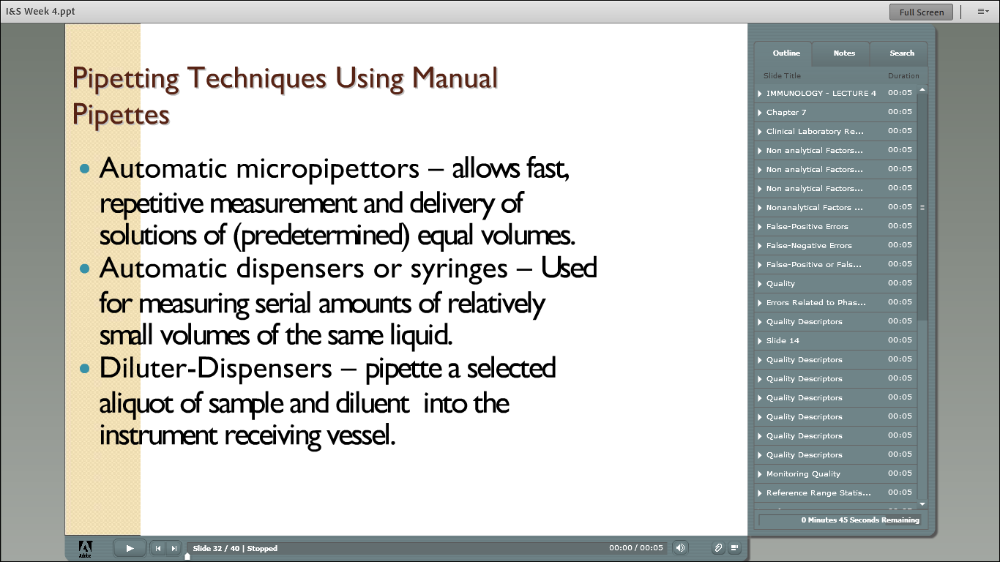 I&S Week 4.ppt
Full Screen
Pipetting Techniques Using Manual
Pipettes
Automatic micropipettors – allows fast,
repetitive measurement and delivery of
solutions of (predetermined) equal volumes.
Automatic dispensers or syringes – Used
for measuring serial amounts of relatively
small volumes of the same liquid.
Diluter-Dispensers – pipette a selected
aliquot of sample and diluent  into the
instrument receiving vessel.
Outline Notes Search
Slide Title Duration
IMMUNOLOGY - LECTURE 4 00:05
Chapter 7 00:05
Clinical Laboratory Re... 00:05
Non analytical Factors... 00:05
Non analytical Factors... 00:05
Non analytical Factors... 00:05
Nonanalytical Factors ... 00:05
False-Positive Errors 00:05
False-Negative Errors 00:05
False-Positive or Fals... 00:05
Quality 00:05
Errors Related to Phas... 00:05
Quality Descriptors 00:05
Slide 14 00:05
Quality Descriptors 00:05
Quality Descriptors 00:05
Quality Descriptors 00:05
Quality Descriptors 00:05
Quality Descriptors 00:05
Quality Descriptors 00:05
Monitoring Quality 00:05
Reference Range Statis... 00:05
0 Minutes 45 Seconds Remaining
Adobe
Slide 32 / 40 | Stopped 00:00 / 00:05